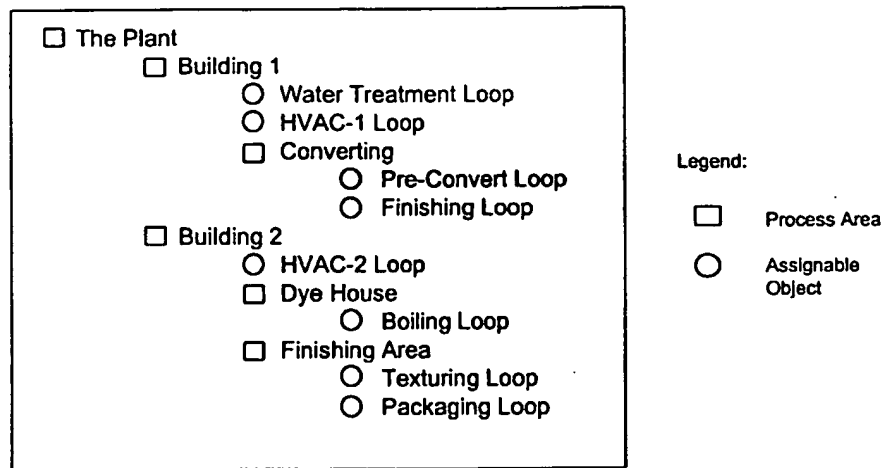 The Plant
Building 1
Water Treatment Loop
HVAC-1 Loop
Converting
Pre-Convert Loop
Finishing Loop
Building 2
HVAC-2 Loop
Dye House
Boiling Loop
Finishing Area
Texturing Loop
Packaging Loop
Legend:
Process Area
Assignable
Object